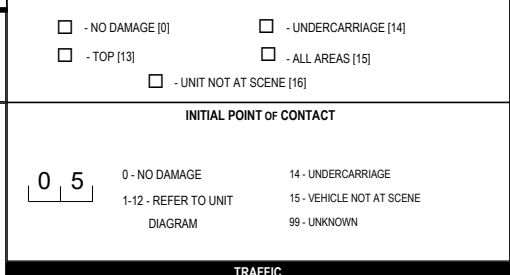 ☐ - NO DAMAGE [0] ☐ - UNDERCARRIAGE [14]
☐ - TOP [13] ☐ - ALL AREAS [15]
☐ - UNIT NOT AT SCENE [16]
INITIAL POINT OF CONTACT
0 5
0 - NO DAMAGE 14 - UNDERCARRIAGE
1-12 - REFER TO UNIT 15 - VEHICLE NOT AT SCENE
DIAGRAM 99 - UNKNOWN
TRAFFIC